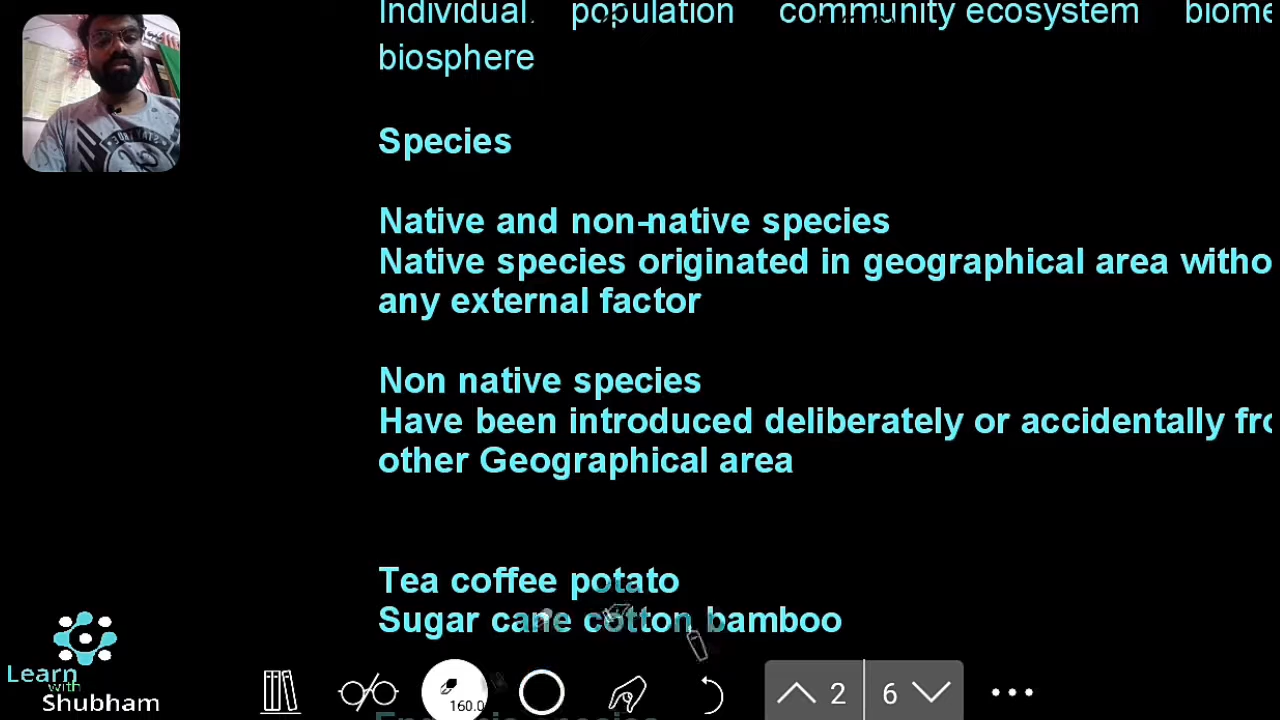 Individual population community ecosystem biome
biosphere
Species
Native and non-native species
Native species originated in geographical area witho
any external factor
Non native species
Have been introduced deliberately or accidentally fro
other Geographical area
Tea coffee potato
Sugar cane cotton bamboo
Learn
with
Shubham
160.0
2 6